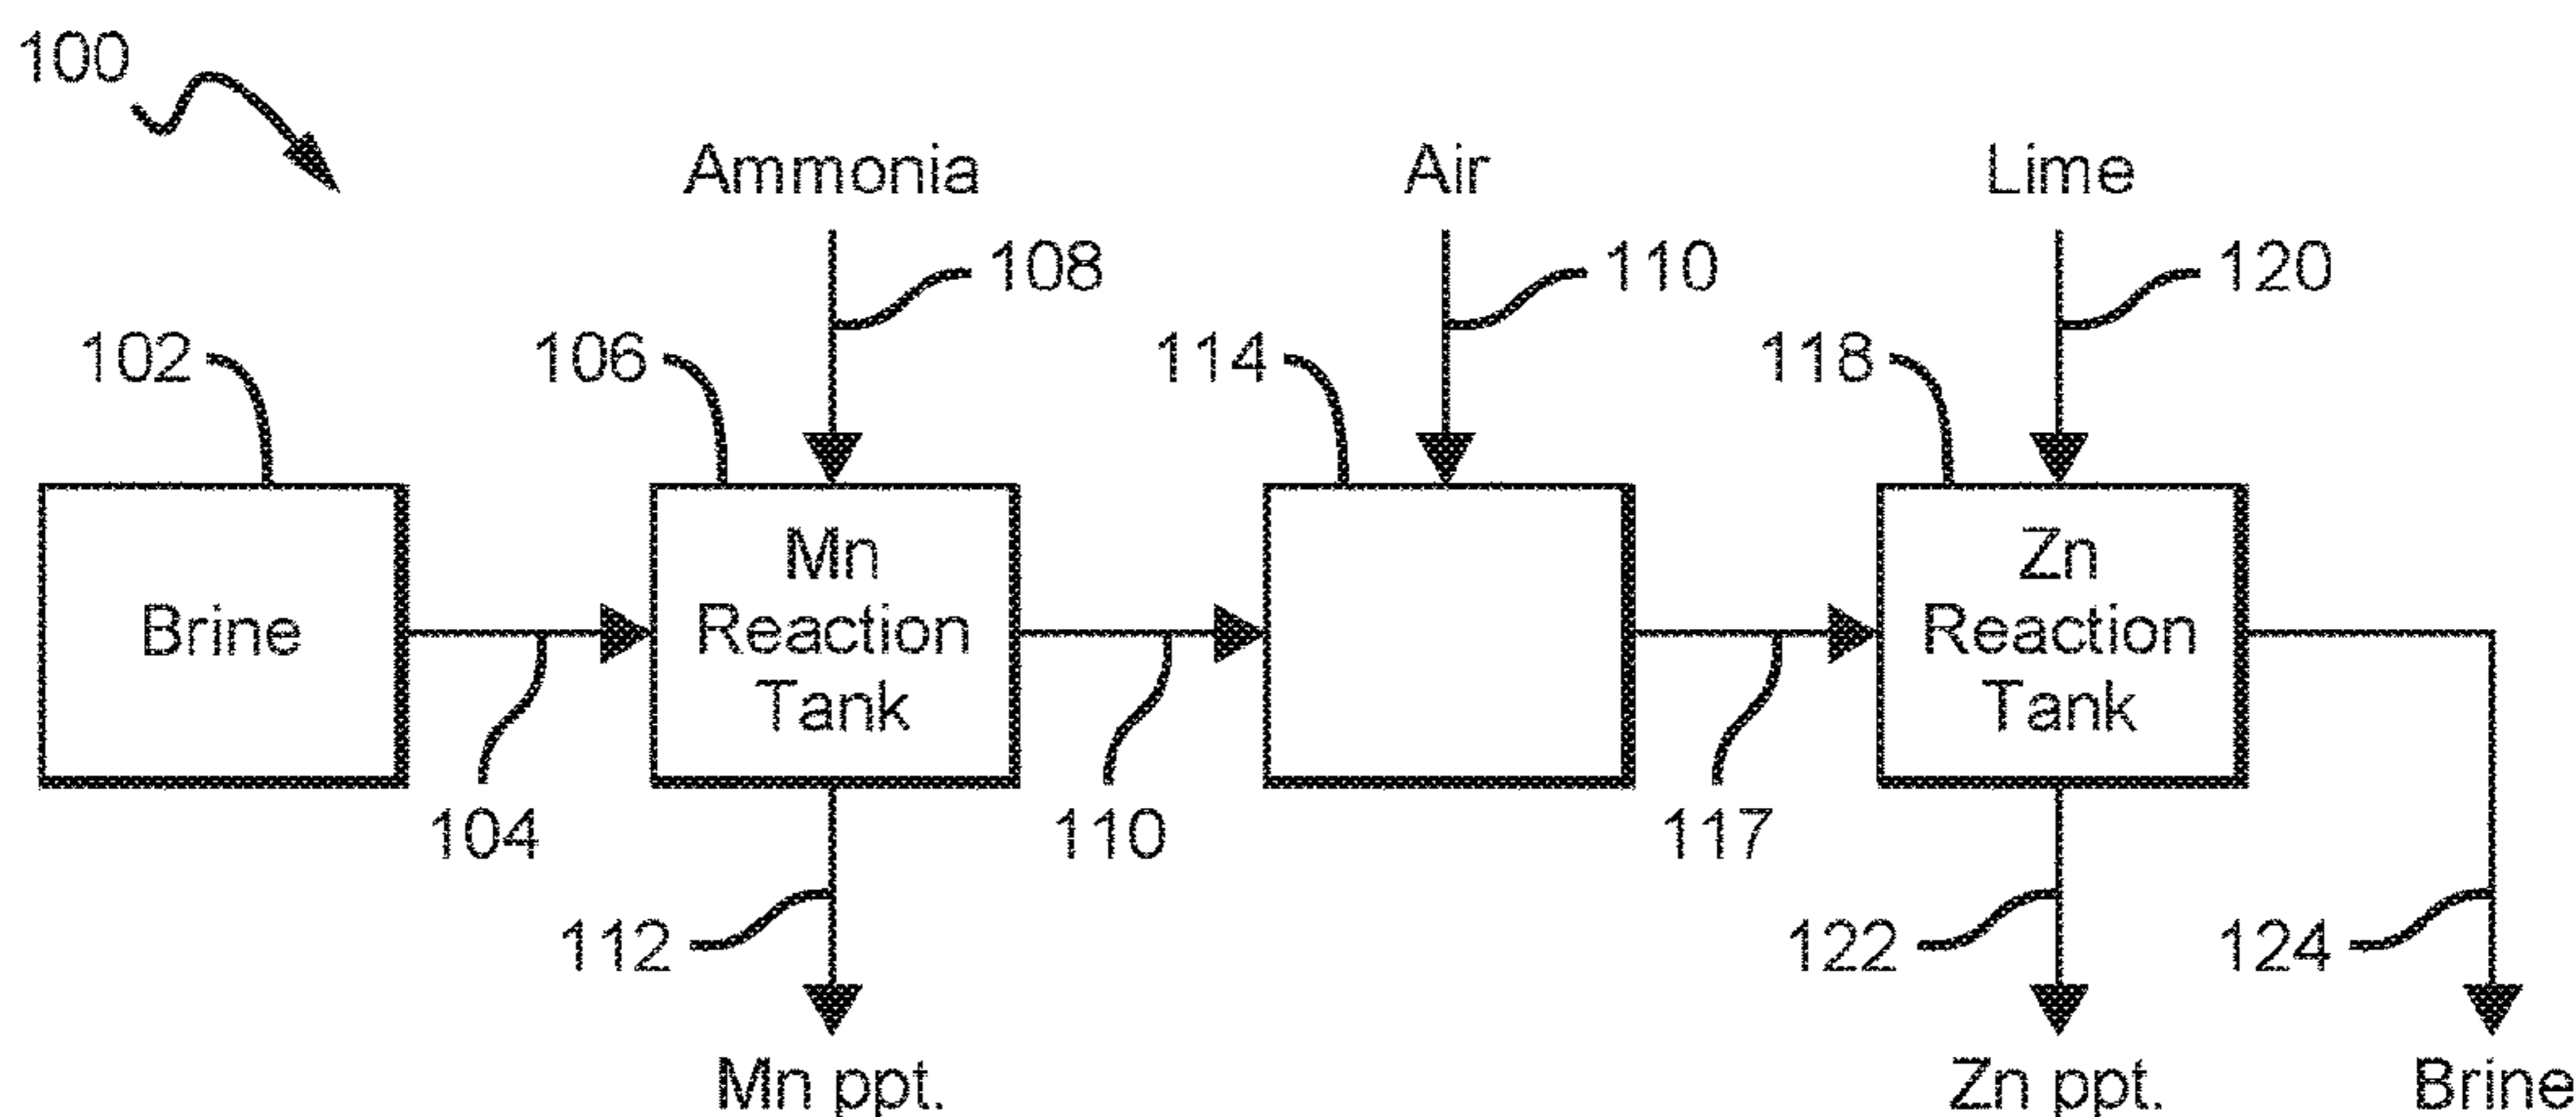 100
Ammonia
Air
Lime
108
110
120
102
106
114
118
Brine
Mn
Reaction
Tank
Zn
Reaction
Tank
104
110
117
112
122
124
Mn ppt.
Zn ppt.
Brine